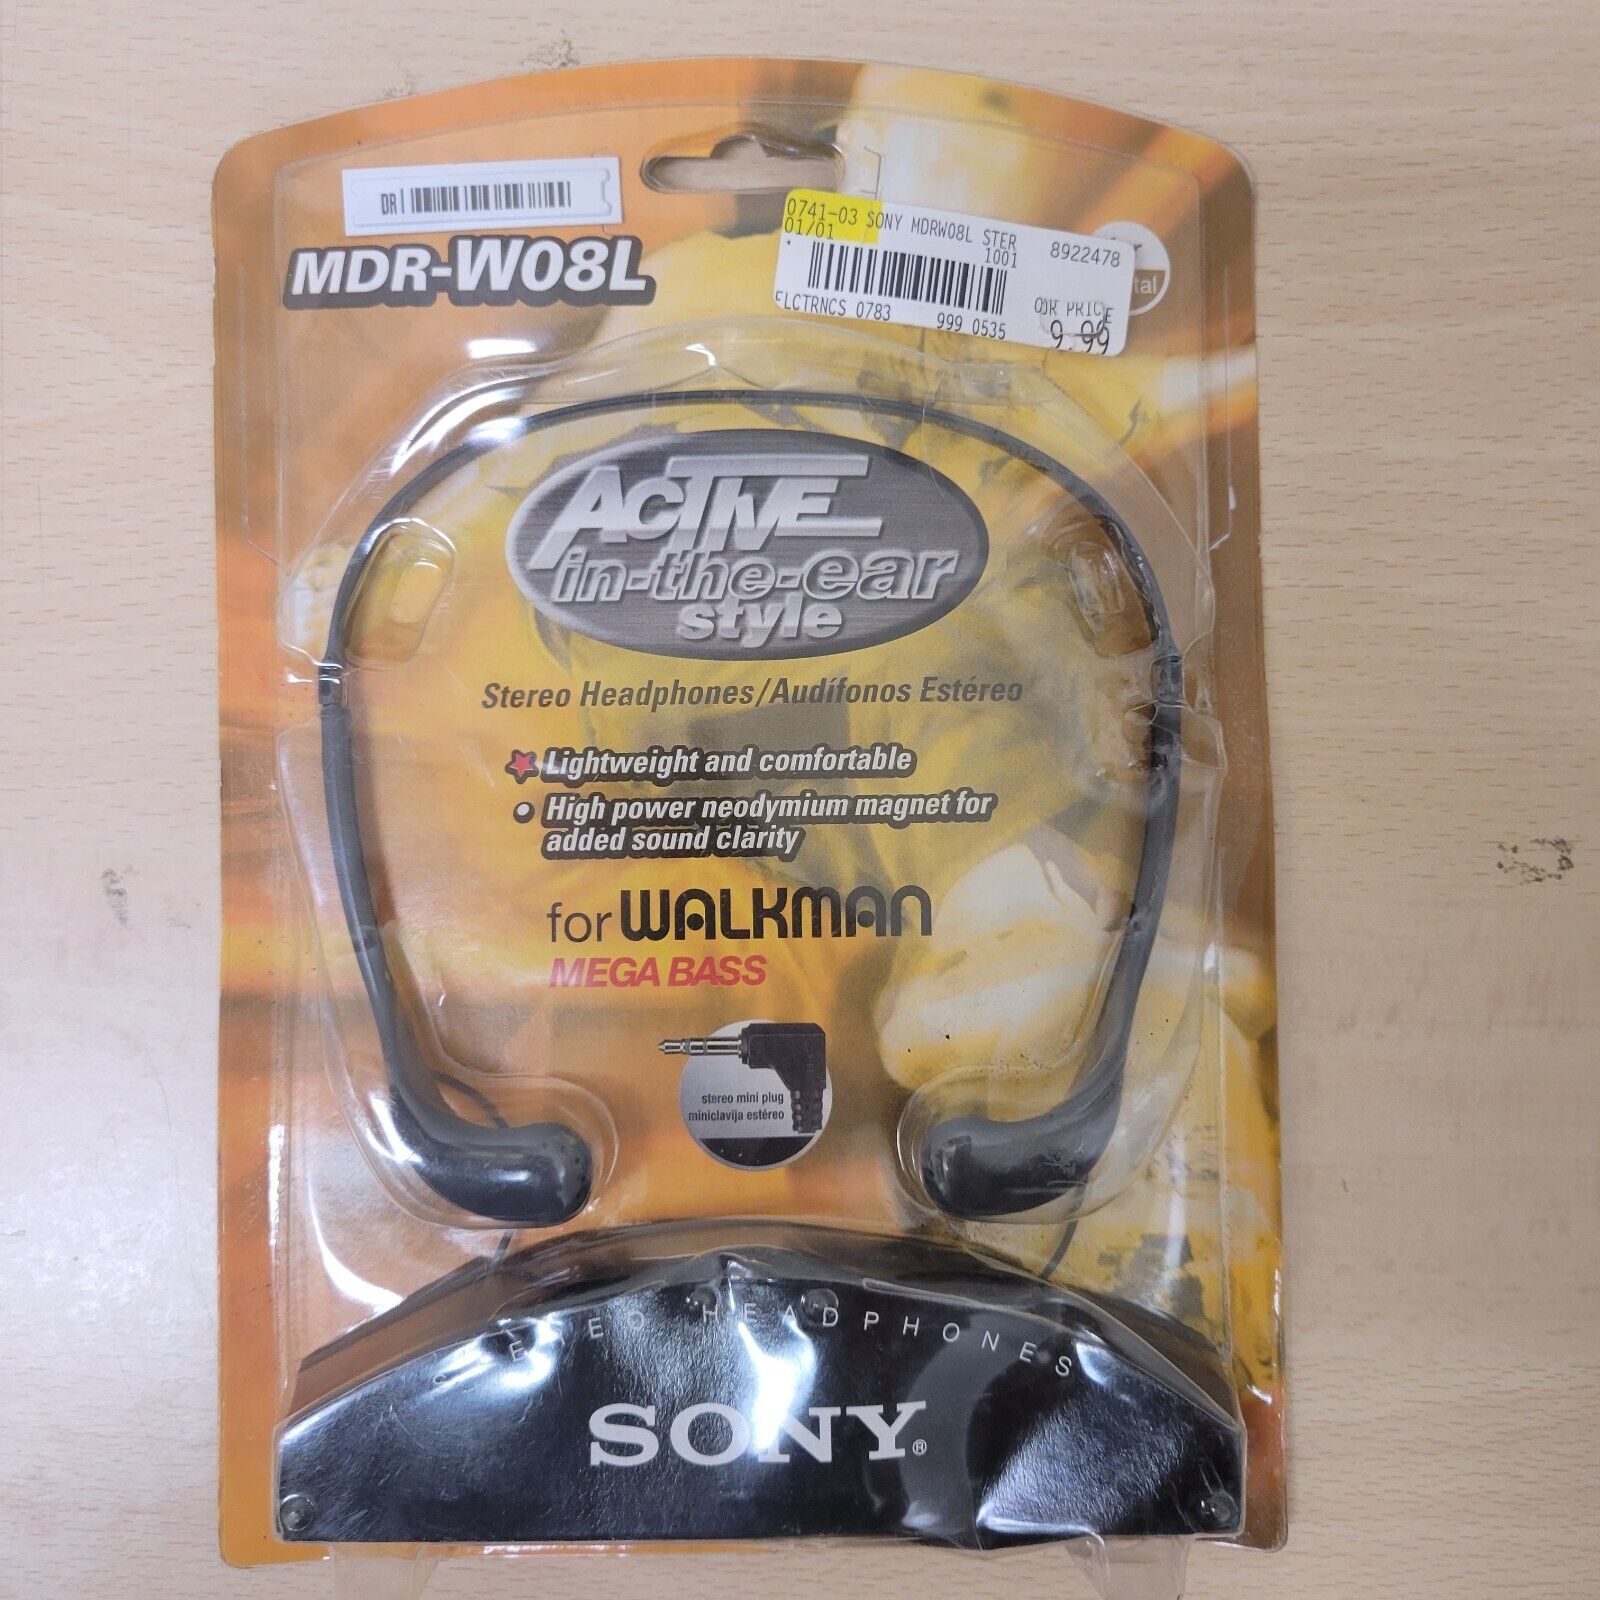 DR
MDR-W08L
0741-03 SONY MDRW08L STER 8922478
01/01 1001
ELCTRNCS 0783 999 0535 OUR PRICE
9.99
ACTIVE
in-the-ear
style
Stereo Headphones/Audífonos Estéreo
Lightweight and comfortable
High power neodymium magnet for
added sound clarity
for WALKMAN
MEGA BASS
stereo mini plug
miniclavija estéreo
STEREO HEADPHONES
SONY®